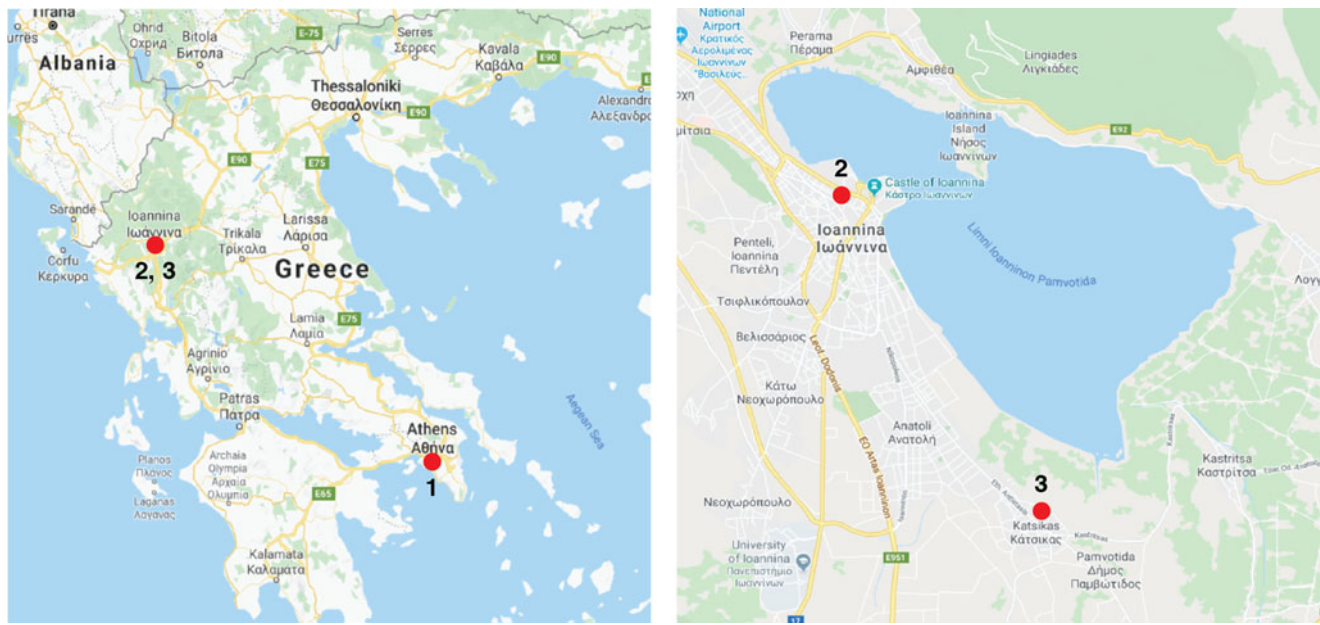 Tirana
Ohrid
Охрид
Bitola
Битола
Serres
Σέρρες
E-75
Kavala
Καβάλα
E90
Albania
Thessaloniki
Θεσσαλονίκη
E90
Alexandro
Αλεξανδρο
E90
E75
Sarandë
Ioannina
Ιωάννινα
Corfu
Κέρκυρα
2, 3
Trikala
Τρίκαλα
Larissa
Λάρισα
Greece
Lamia
Λαμία
E75
Agrinio
Αγρίνιο
Patras
Πάτρα
Athens
Αθήνα
1
Aegean Sea
Planos
Πλάνος
Laganas
Λαγανάς
Archaia
Olympia
Αρχαία
Ολυμπία
E65
Kalamata
Καλαμάτα
National
Airport
Κρατικός
Αερολιμένας
Ιωαννίνων
"Βασιλεύς...
Perama
Πέραμα
Αμφιθέα
Lingiades
Λιγκιάδες
Ioannina
Island
Νήσος
Ιωαννίνων
E92
2
Castle of Ioannina
Κάστρο Ιωαννίνων
Ioannina
Ιωάννινα
Penteli,
Ioannina
Πεντέλη
Limni Ioanninon Pamvotida
Τσιφλικόπουλον
Βελισσάριος
Leof. Dodonis
Κάτω
Νεοχωρόπουλο
Anatoli
Ανατολή
EO Artas Ioanninon
Νεοχωρόπουλο
3
Katsikas
Κάτσικας
Kastritsas
Kastritsas
Kastritsa
Καστρίτσα
University
of Ioannina
Πανεπιστήμιο
Ιωαννίνων
E951
Pamvotida
Δήμος
Παμβώτιδος
17